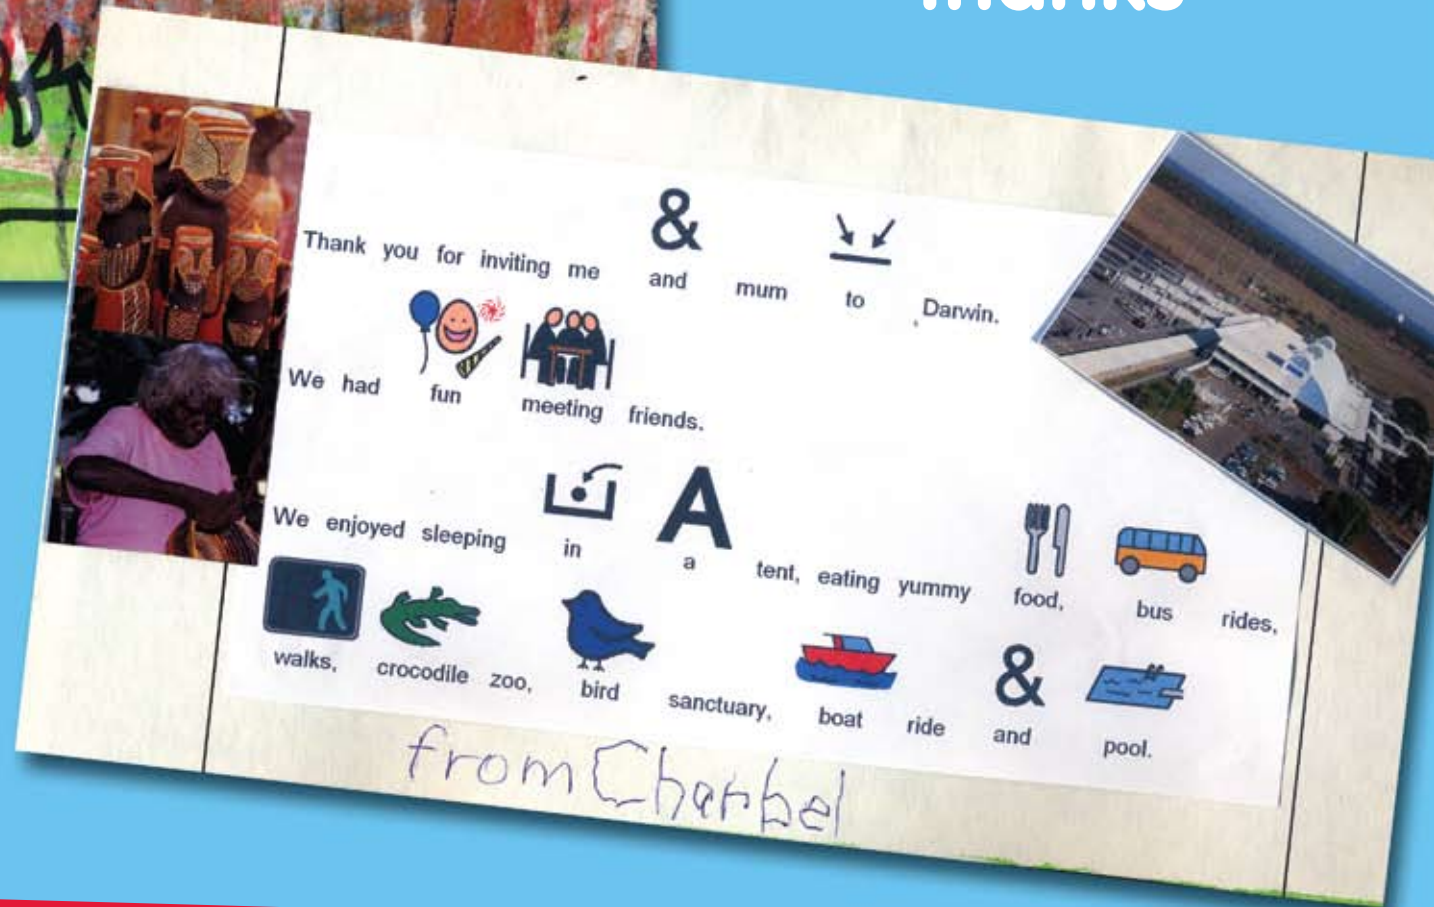 thanks
Thank you for inviting me and mum to Darwin.
We had fun meeting friends.
We enjoyed sleeping in a tent, eating yummy food, bus rides,
walks, crocodile zoo, bird sanctuary, boat ride and pool.
from Charbel